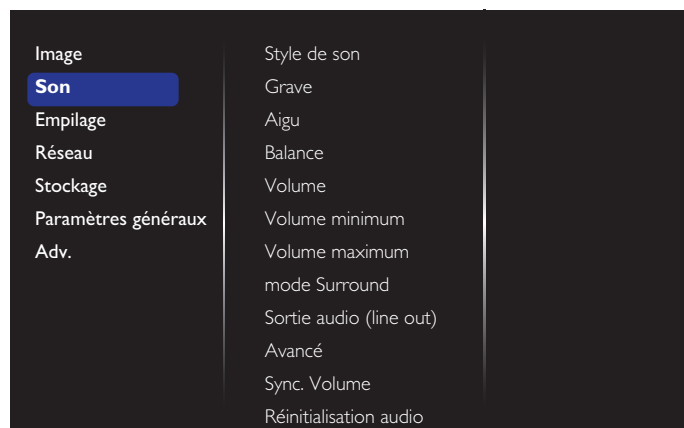 Image
Son
Empilage
Réseau
Stockage
Paramètres généraux
Adv.
Style de son
Grave
Aigu
Balance
Volume
Volume minimum
Volume maximum
mode Surround
Sortie audio (line out)
Avancé
Sync. Volume
Réinitialisation audio